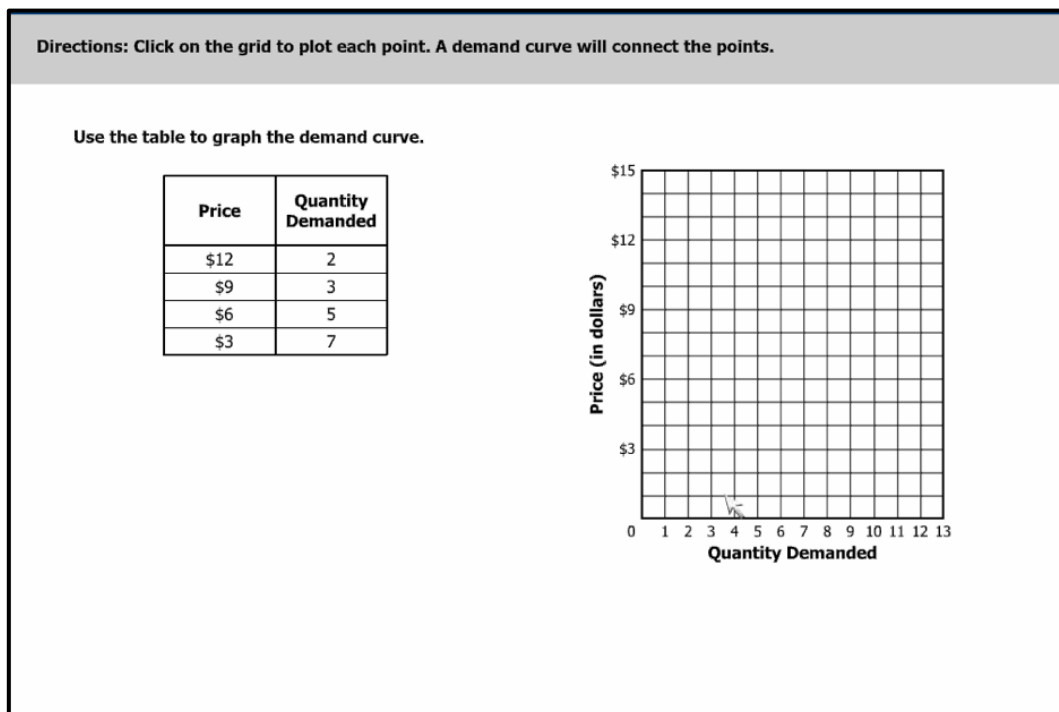 Directions: Click on the grid to plot each point. A demand curve will connect the points.
Use the table to graph the demand curve.
Price
Quantity
Demanded
$12 2
$9 3
$6 5
$3 7
$15
$12
$9
$6
$3
Price (in dollars)
0 1 2 3 4 5 6 7 8 9 10 11 12 13
Quantity Demanded